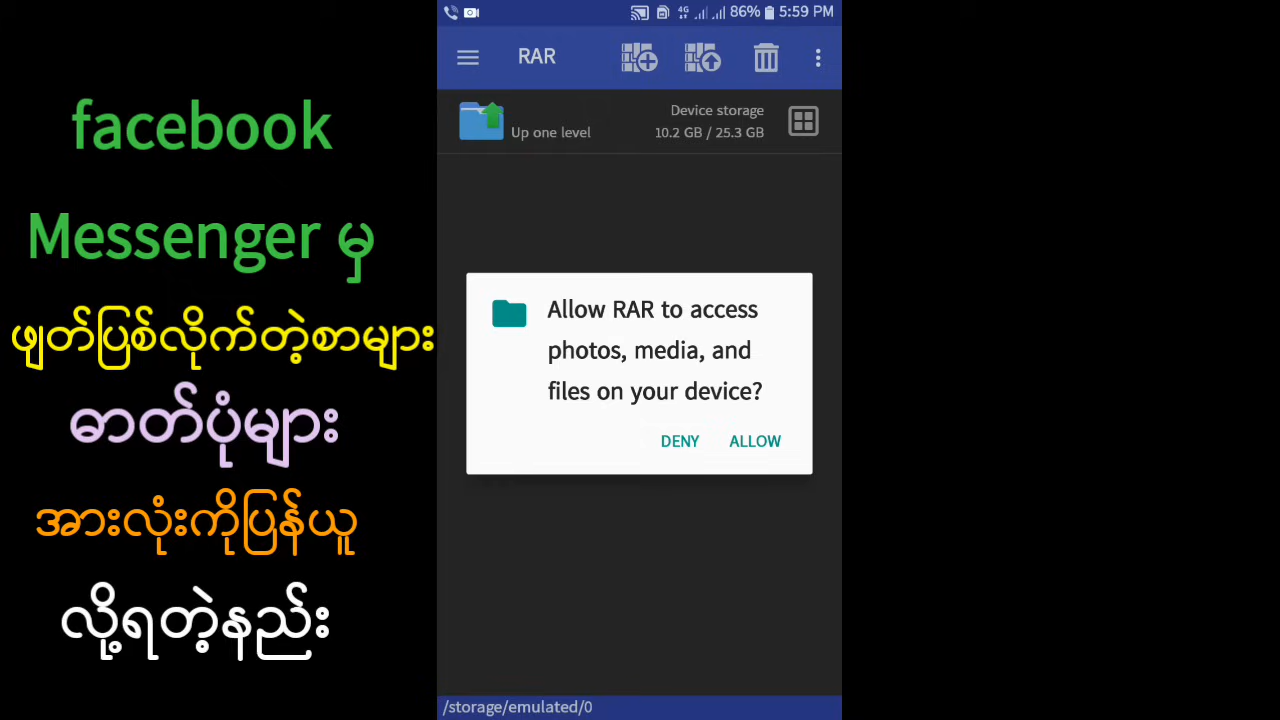 facebook
Messenger မှ
ဖျတ်ပြစ်လိုက်တဲ့စာများ
ဓာတ်ပုံများ
အားလုံးကိုပြန်ယူ
လို့ရတဲ့နည်း
4G 86% 5:59 PM
RAR
Device storage
Up one level 10.2 GB / 25.3 GB
Allow RAR to access
photos, media, and
files on your device?
DENY ALLOW
/storage/emulated/0